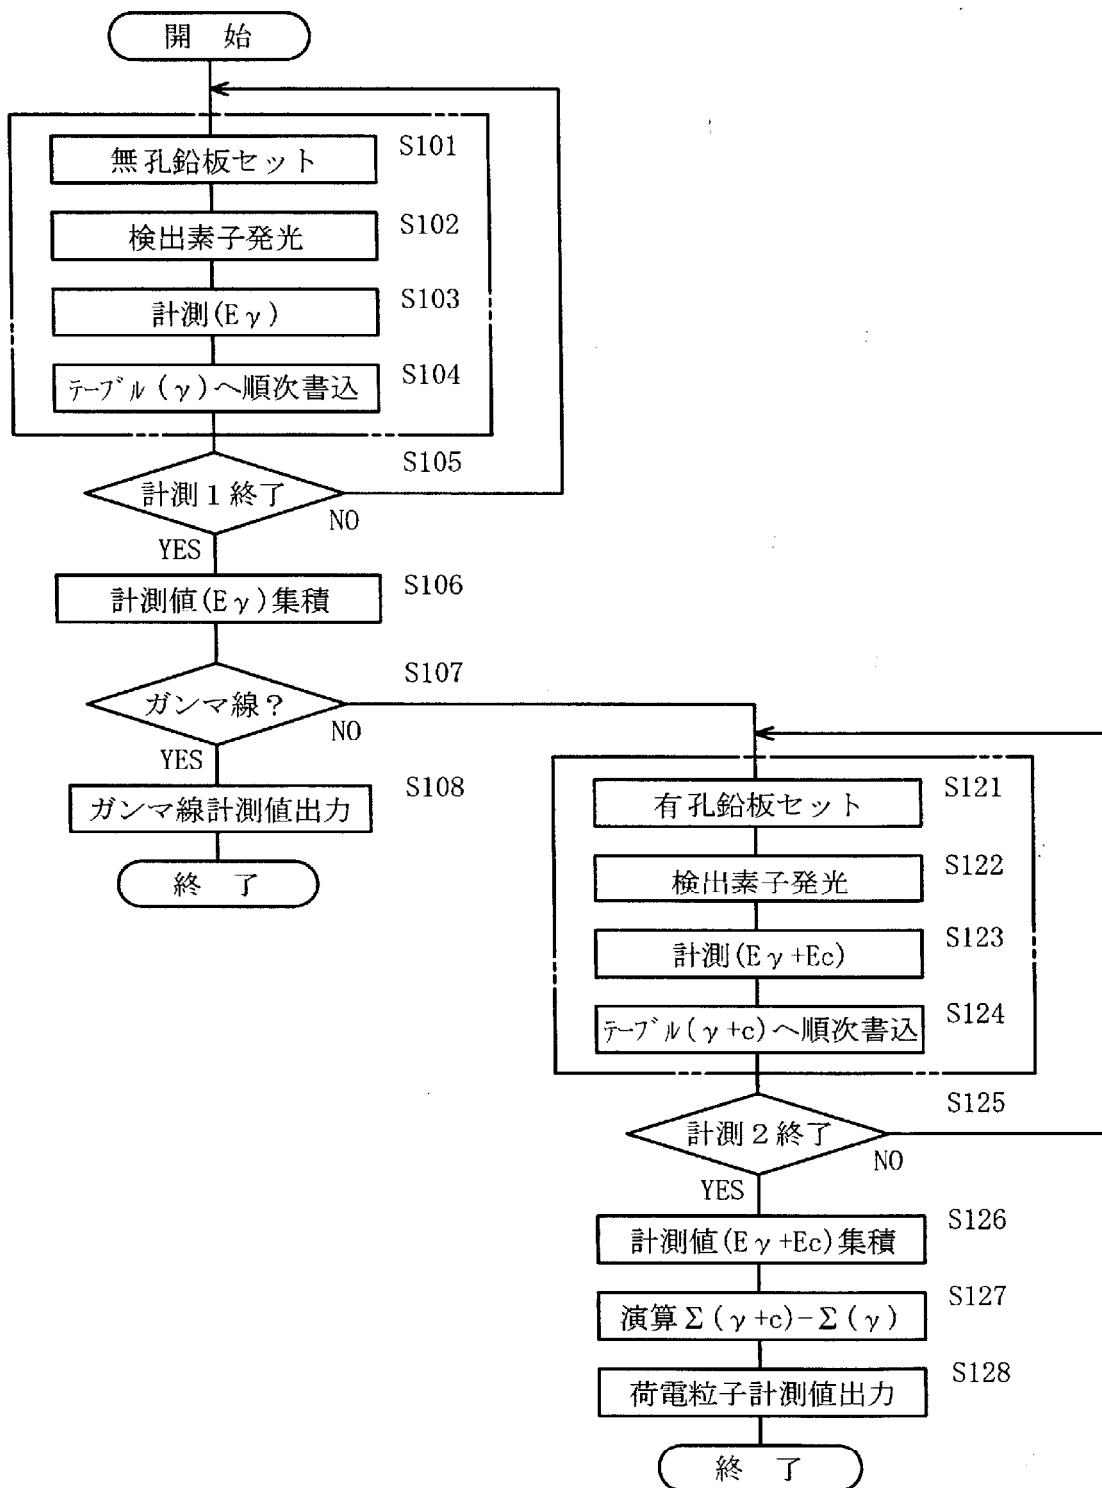 開 始
無孔鉛板セット S101
検出素子発光 S102
計測(Eγ) S103
テーブル(γ)へ順次書込 S104
計測1終了 S105
NO
YES
計測値(Eγ)集積 S106
ガンマ線? S107
NO
YES
ガンマ線計測値出力 S108
終 了
有孔鉛板セット S121
検出素子発光 S122
計測(Eγ+Ec) S123
テーブル(γ+c)へ順次書込 S124
計測2終了 S125
NO
YES
計測値(Eγ+Ec)集積 S126
演算Σ(γ+c)-Σ(γ) S127
荷電粒子計測値出力 S128
終 了